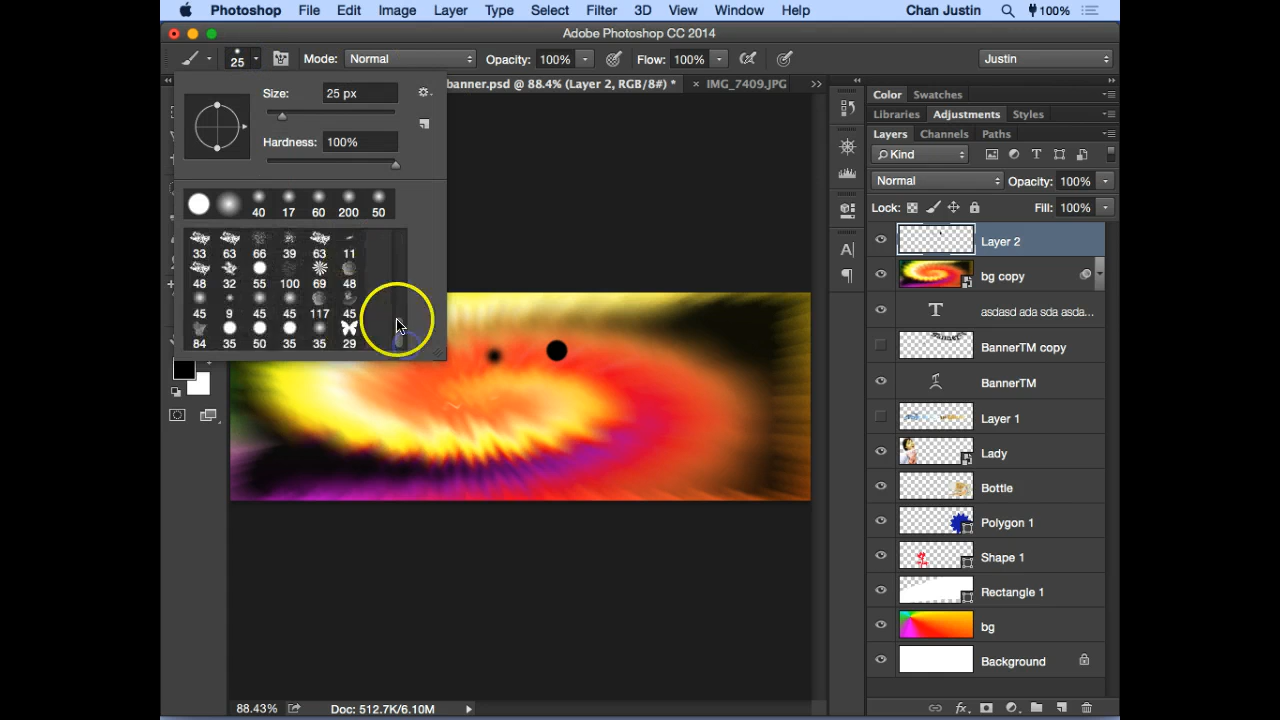 Photoshop File Edit Image Layer Type Select Filter 3D View Window Help Chan Justin 100%
Adobe Photoshop CC 2014
25 Mode: Normal Opacity: 100% Flow: 100% Justin
banner.psd @ 88.4% (Layer 2, RGB/8#) * × IMG_7409.JPG
Size: 25 px
Hardness: 100%
40 17 60 200 50
33 63 66 39 63 11
48 32 55 100 69 48
45 9 45 45 117 45
84 35 50 35 35 29
Color Swatches
Libraries Adjustments Styles
Layers Channels Paths
Kind
Normal Opacity: 100%
Lock: Fill: 100%
Layer 2
bg copy
T asdasd ada sda asda...
BannerTM copy
BannerTM
Layer 1
Lady
Bottle
Polygon 1
Shape 1
Rectangle 1
bg
Background
88.43% Doc: 512.7K/6.10M
fx